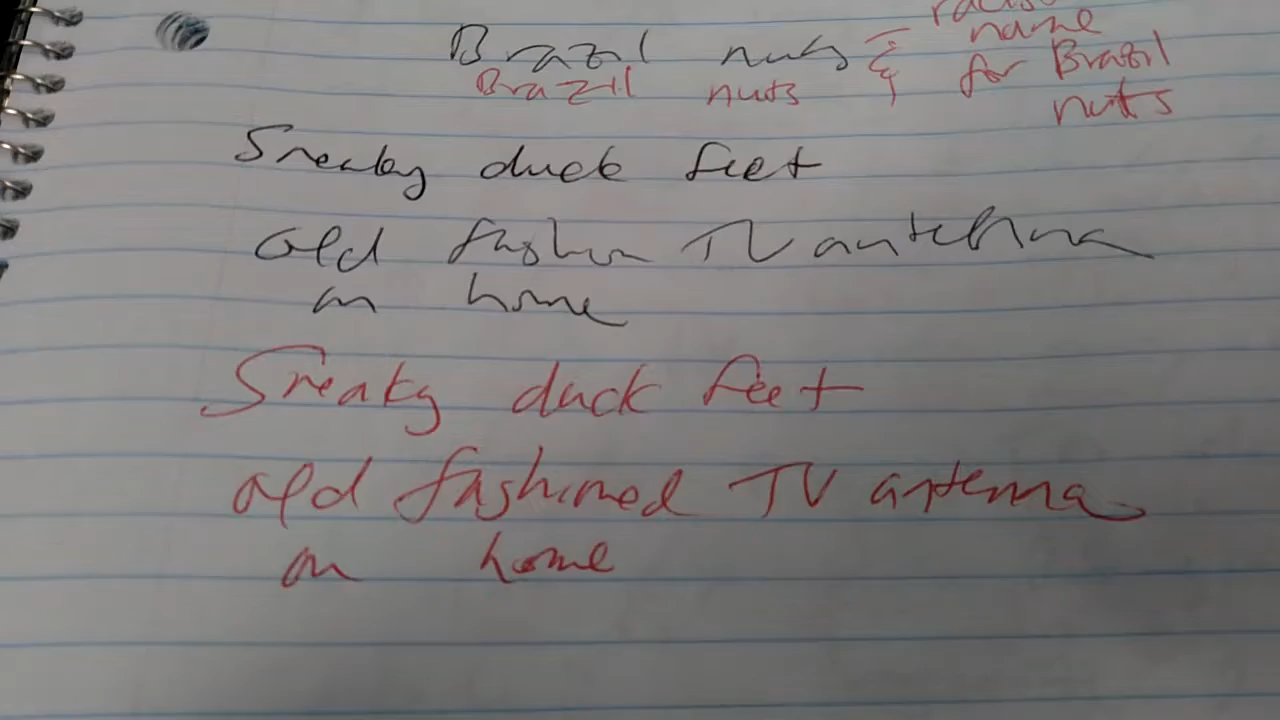 name
Brazil nuts &
for Brazil
Brazil nuts
nuts
Sneaky duck feet
old fashion TV antenna
on home
Sneaky duck feet
old fashioned TV antenna
on home